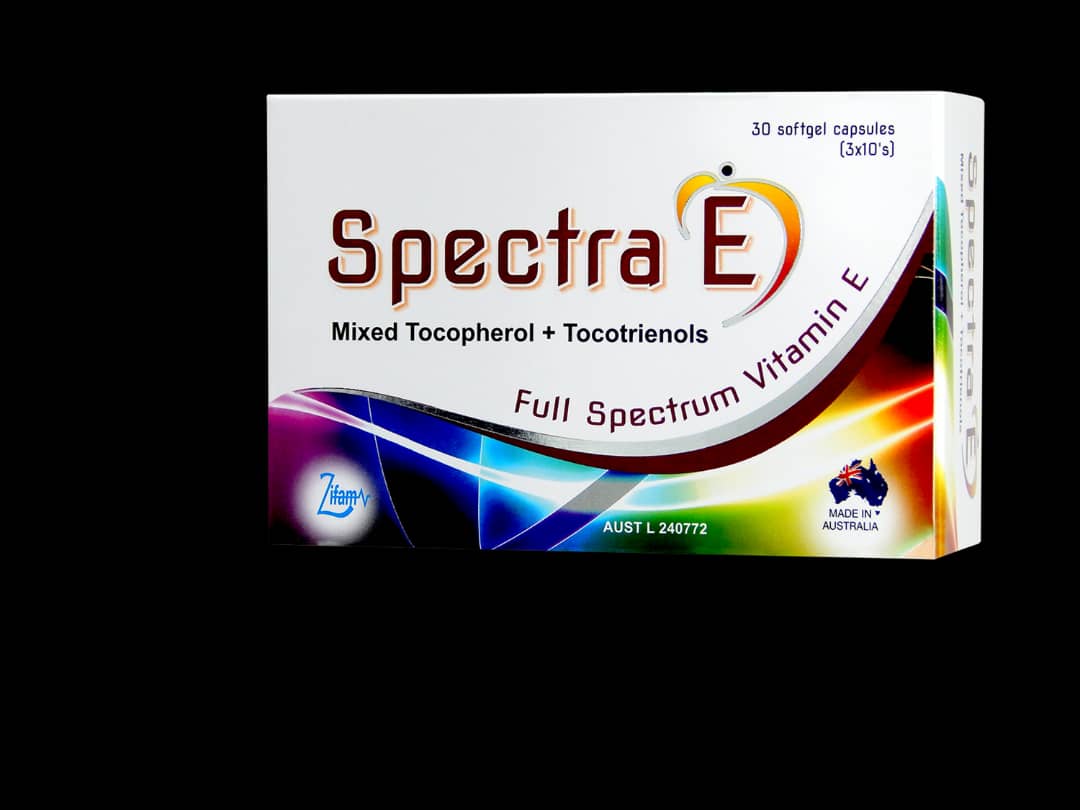 30 softgel capsules
(3x10's)
Spectra E
Mixed Tocopherol + Tocotrienols
Full Spectrum Vitamin E
Zifam
AUST L 240772
MADE IN
AUSTRALIA
Spectra E
Mixed Tocopherol + Tocotrienols